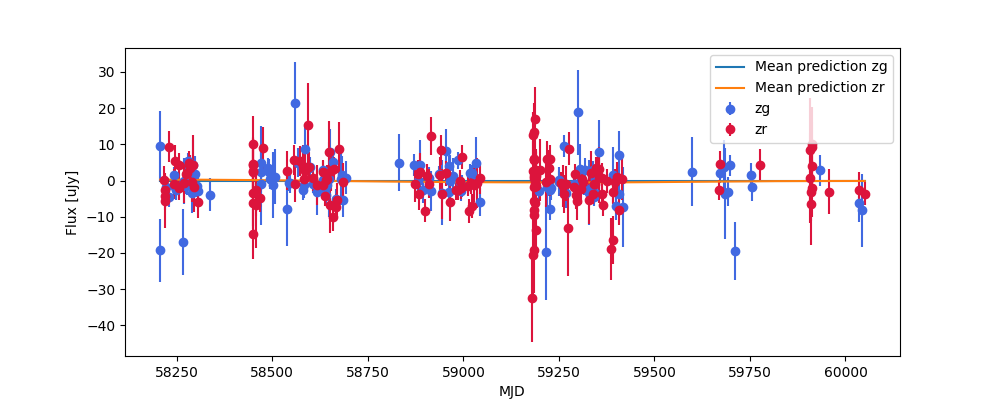 Mean prediction zg
Mean prediction zr
zg
zr
30
20
10
0
−10
−20
−30
−40
Flux [uJy]
58250 58500 58750 59000 59250 59500 59750 60000
MJD